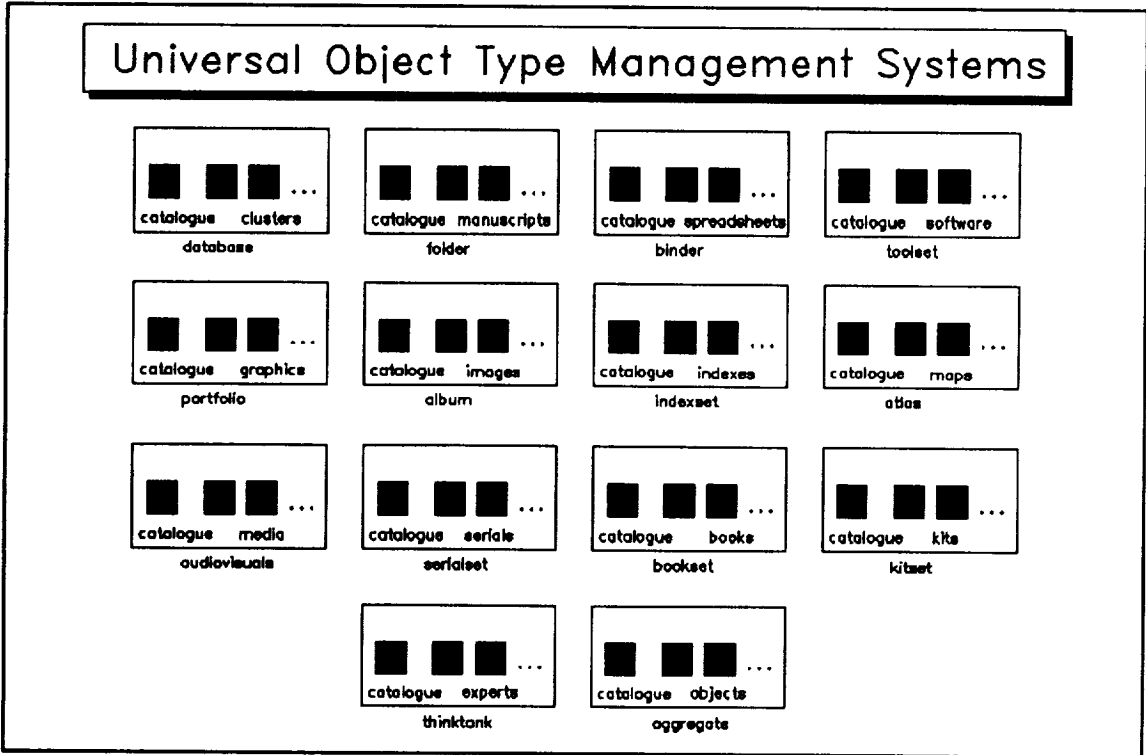 Universal Object Type Management Systems
... ... ... ...
catalogue clusters catalogue manuscripts catalogue spreadsheets catalogue software
database folder binder toolset
... ... ... ...
catalogue graphics catalogue images catalogue indexes catalogue maps
portfolio album indexset atlas
... ... ... ...
catalogue media catalogue serials catalogue books catalogue kits
audiovisuals serialset bookset kitset
... ...
catalogue experts catalogue objects
thinktank aggregate